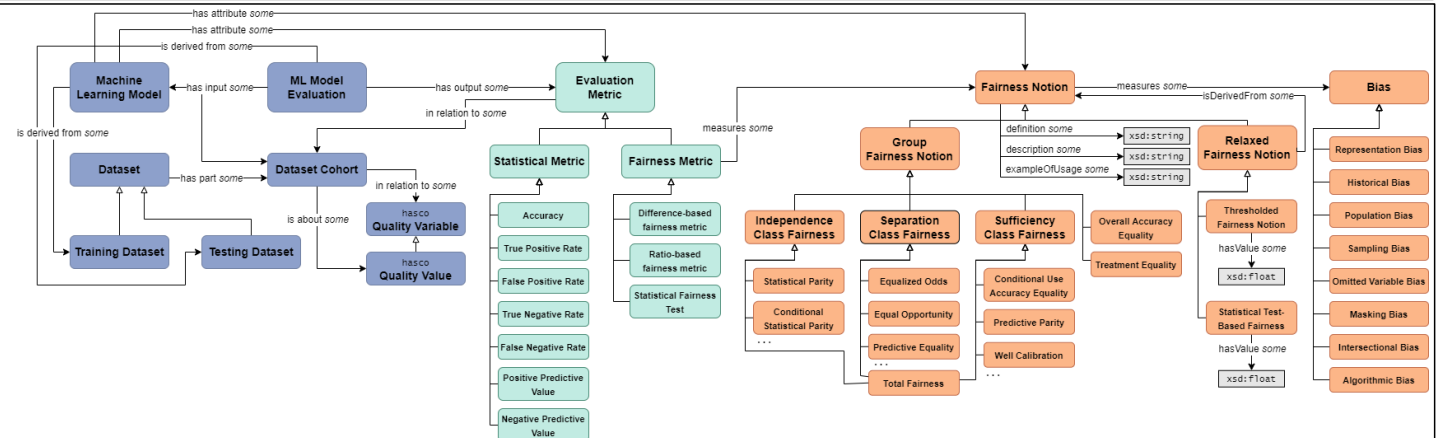 has attribute some
has attribute some
is derived from some
Machine
Learning Model
has input some
ML Model
Evaluation
has output some
Evaluation
Metric
in relation to some
is derived from some
Dataset
has part some
Dataset Cohort
in relation to some
is about some
hasco
Quality Variable
hasco
Quality Value
Training Dataset
Testing Dataset
Statistical Metric
Fairness Metric
measures some
Accuracy
True Positive Rate
False Positive Rate
True Negative Rate
False Negative Rate
Positive Predictive
Value
Negative Predictive
Value
Difference-based
fairness metric
Ratio-based
fairness metric
Statistical Fairness
Test
Fairness Notion
measures some
isDerivedFrom some
Bias
definition some
xsd:string
description some
xsd:string
exampleOfUsage some
xsd:string
Group
Fairness Notion
Relaxed
Fairness Notion
Independence
Class Fairness
Separation
Class Fairness
Sufficiency
Class Fairness
Overall Accuracy
Equality
Treatment Equality
Statistical Parity
Conditional
Statistical Parity
...
Equalized Odds
Equal Opportunity
Predictive Equality
...
Total Fairness
Conditional Use
Accuracy Equality
Predictive Parity
Well Calibration
...
Thresholded
Fairness Notion
hasValue some
xsd:float
Statistical Test-
Based Fairness
hasValue some
xsd:float
Representation Bias
Historical Bias
Population Bias
Sampling Bias
Omitted Variable Bias
Masking Bias
Intersectional Bias
Algorithmic Bias